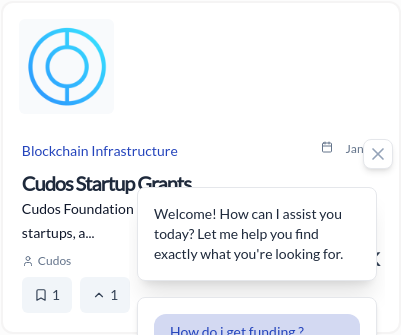 Blockchain Infrastructure
Jan
Cudos Startup Grants
Cudos Foundation
startups, a...
Cudos
1
1
Welcome! How can I assist you
today? Let me help you find
exactly what you're looking for.
How do i get funding ?